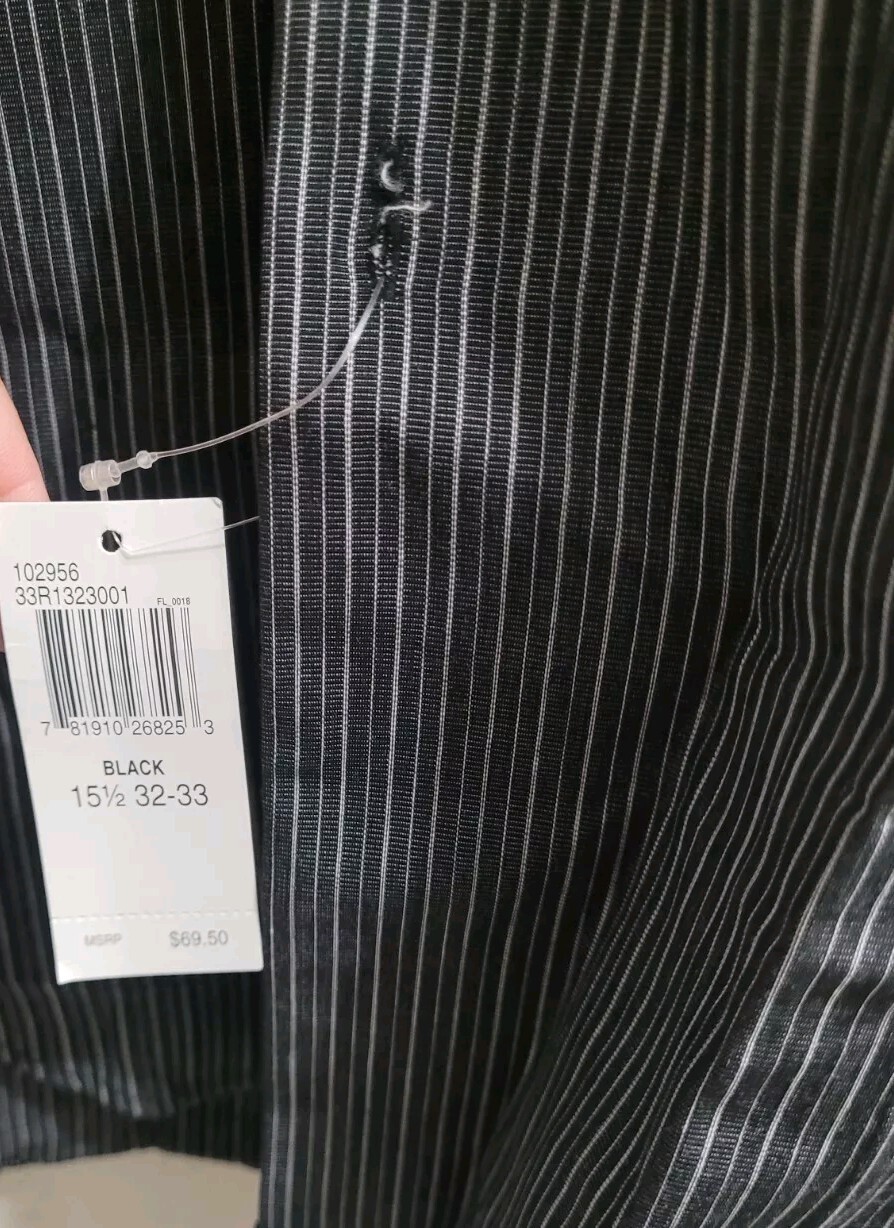 102956
33R1323001 FL_0018
7 81910 26825 3
BLACK
15½ 32-33
MSRP $69.50